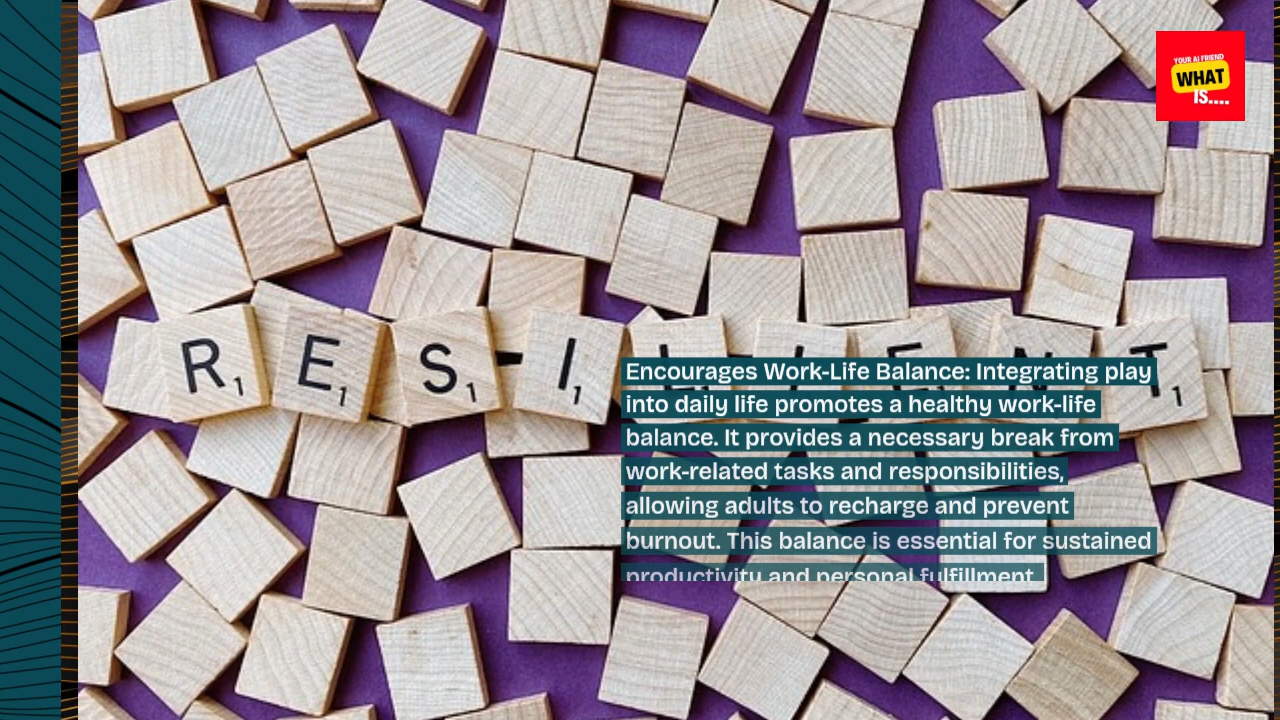 YOUR AI FRIEND
WHAT
IS....
R1 E1 S1 I1 L I E N T1
Encourages Work-Life Balance: Integrating play
into daily life promotes a healthy work-life
balance. It provides a necessary break from
work-related tasks and responsibilities,
allowing adults to recharge and prevent
burnout. This balance is essential for sustained
productivity and personal fulfillment